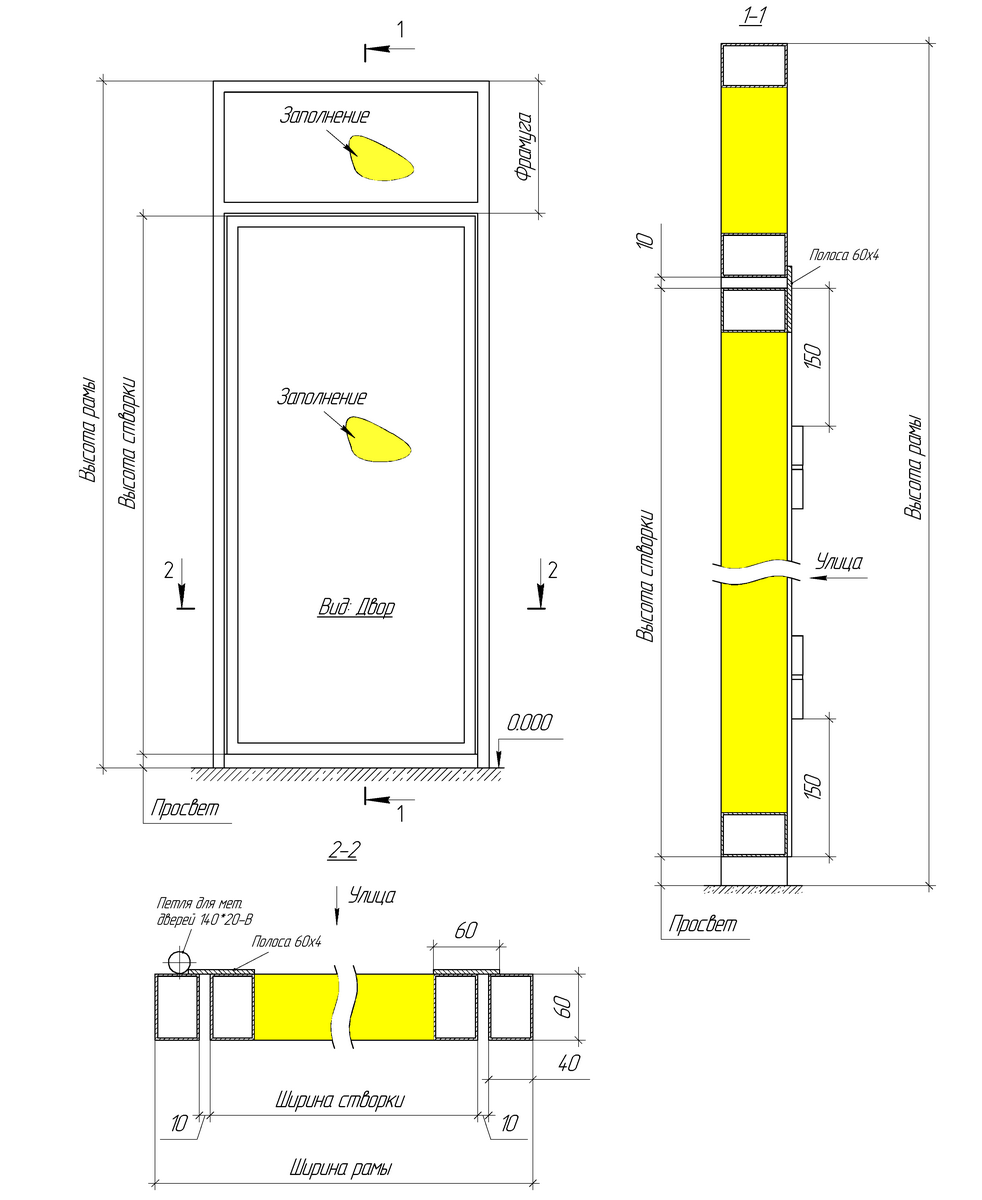 1
Заполнение
Фрамуга
Заполнение
Высота рамы
Высота створки
2
2
Вид: Двор
0.000
Просвет
1
1-1
10
Полоса 60х4
150
Высота рамы
Высота створки
Улица
150
Просвет
2-2
Улица
Петля для мет.
дверей 140*20-В
Полоса 60х4
60
60
40
Ширина створки
10
10
Ширина рамы